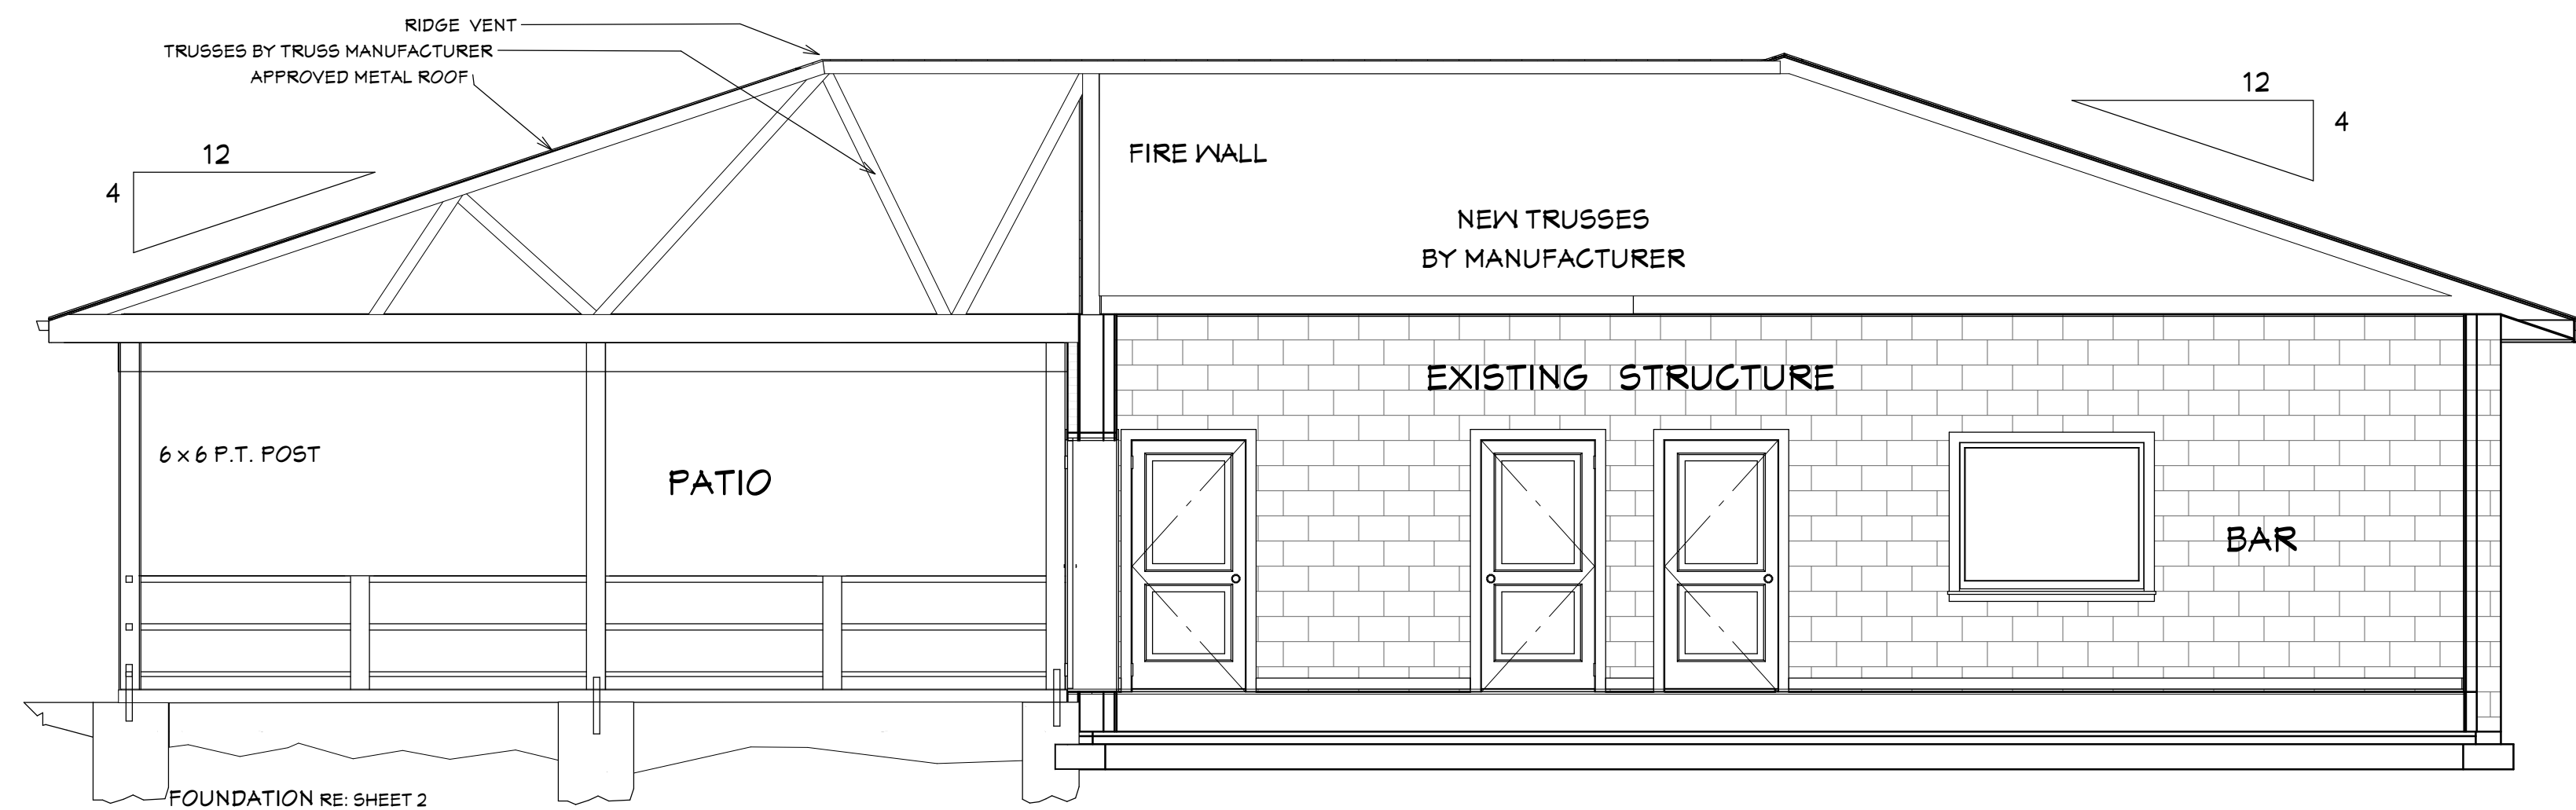 RIDGE VENT
TRUSSES BY TRUSS MANUFACTURER
APPROVED METAL ROOF
12
4
12
4
FIRE WALL
NEW TRUSSES
BY MANUFACTURER
EXISTING STRUCTURE
6 x 6 P.T. POST
PATIO
BAR
FOUNDATION RE: SHEET 2